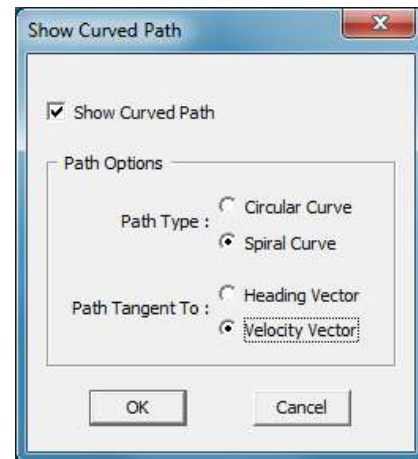 Show Curved Path
Show Curved Path
Path Options
Path Type :
Circular Curve
Spiral Curve
Path Tangent To :
Heading Vector
Velocity Vector
OK
Cancel